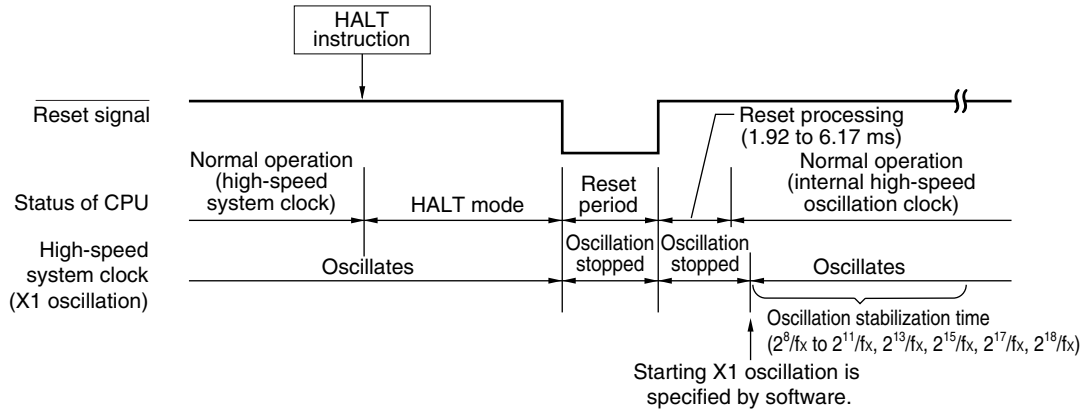 HALT
instruction
Reset signal
Reset processing
(1.92 to 6.17 ms)
Status of CPU
Normal operation
(high-speed
system clock)
HALT mode
Reset
period
Normal operation
(internal high-speed
oscillation clock)
High-speed
system clock
(X1 oscillation)
Oscillates
Oscillation
stopped
Oscillation
stopped
Oscillates
Oscillation stabilization time
(2⁸/fx to 2¹¹/fx, 2¹³/fx, 2¹⁵/fx, 2¹⁷/fx, 2¹⁸/fx)
Starting X1 oscillation is
specified by software.